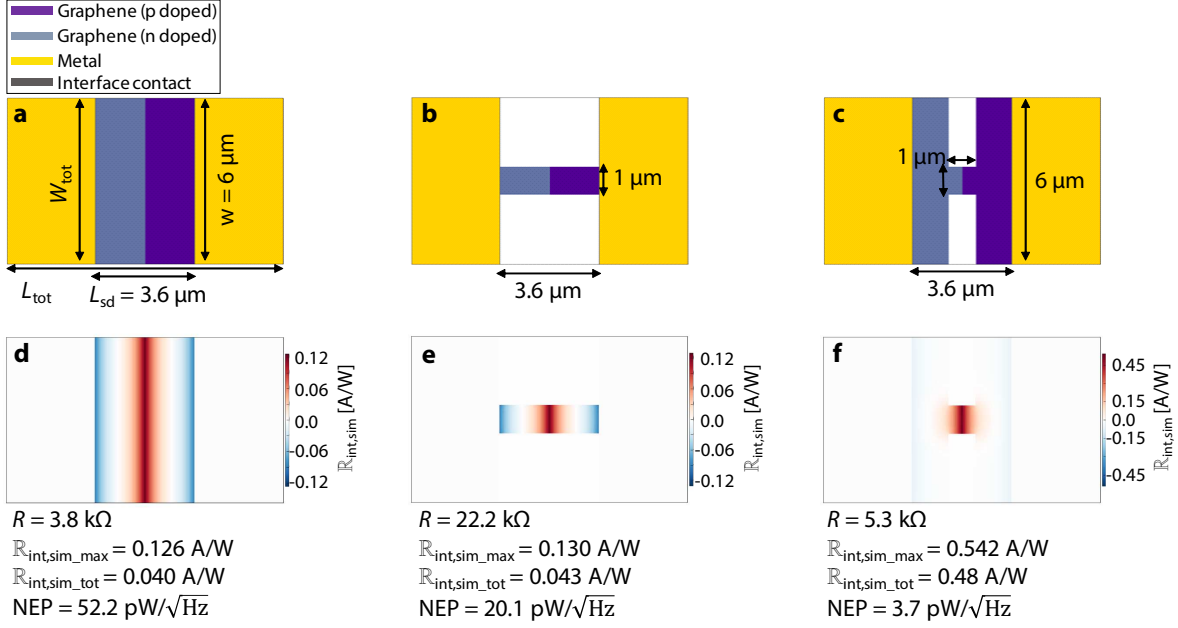 Graphene (p doped)
Graphene (n doped)
Metal
Interface contact
a
W_tot
w = 6 μm
L_tot
L_sd = 3.6 μm
b
1 μm
3.6 μm
c
1 μm
6 μm
3.6 μm
d
0.12
0.06
0.0
-0.06
-0.12
ℝ_int,sim [A/W]
R = 3.8 kΩ
ℝ_int,sim_max = 0.126 A/W
ℝ_int,sim_tot = 0.040 A/W
NEP = 52.2 pW/√Hz
e
0.12
0.06
0.0
-0.06
-0.12
ℝ_int,sim [A/W]
R = 22.2 kΩ
ℝ_int,sim_max = 0.130 A/W
ℝ_int,sim_tot = 0.043 A/W
NEP = 20.1 pW/√Hz
f
0.45
0.15
0.0
-0.15
-0.45
ℝ_int,sim [A/W]
R = 5.3 kΩ
ℝ_int,sim_max = 0.542 A/W
ℝ_int,sim_tot = 0.48 A/W
NEP = 3.7 pW/√Hz